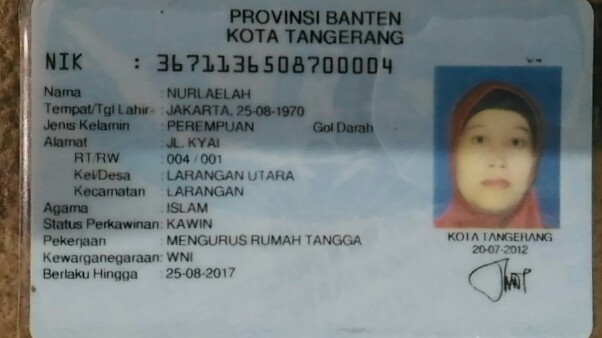 PROVINSI BANTEN
KOTA TANGERANG
NIK : 3671136508700004
Nama : NURLAELAH
Tempat/Tgl Lahir : JAKARTA, 25-08-1970
Jenis Kelamin : PEREMPUAN Gol Darah
Alamat : JL. KYAI
RT/RW : 004 / 001
Kel/Desa : LARANGAN UTARA
Kecamatan : LARANGAN
Agama : ISLAM
Status Perkawinan: KAWIN
Pekerjaan : MENGURUS RUMAH TANGGA
Kewarganegaraan: WNI
Berlaku Hingga : 25-08-2017
KOTA TANGERANG
20-07-2012